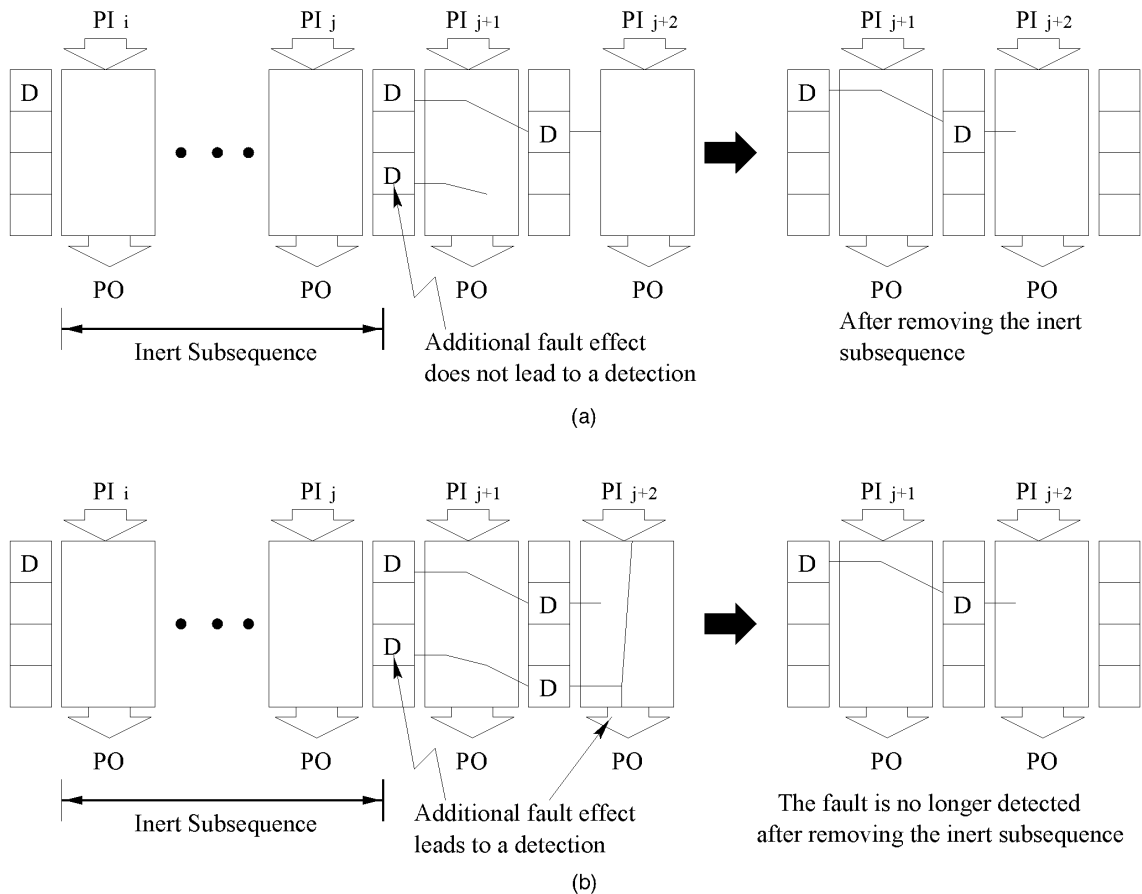 PI i PI j PI j+1 PI j+2 PI j+1 PI j+2
D D D
D D
D
PO PO PO PO PO PO
Inert Subsequence
Additional fault effect
does not lead to a detection
After removing the inert
subsequence
(a)
PI i PI j PI j+1 PI j+2 PI j+1 PI j+2
D D D
D D
D
D
PO PO PO PO PO PO
Inert Subsequence
Additional fault effect
leads to a detection
The fault is no longer detected
after removing the inert subsequence
(b)